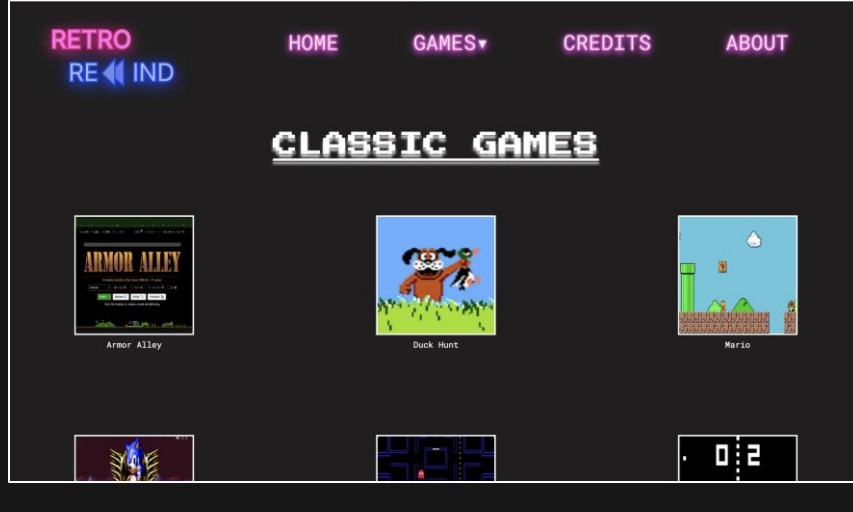 RETRO
RE IND
HOME
GAMES▾
CREDITS
ABOUT
CLASSIC GAMES
ARMOR ALLEY
Armor Alley
Duck Hunt
Mario
0 2